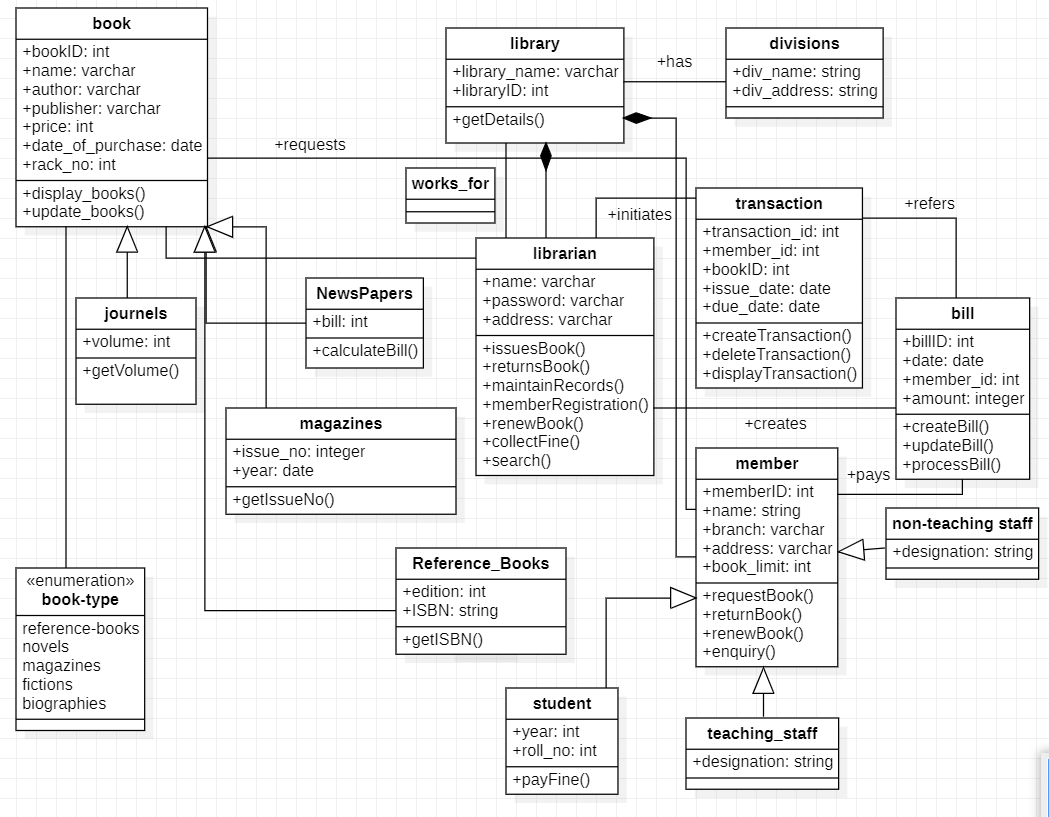 book
+bookID: int
+name: varchar
+author: varchar
+publisher: varchar
+price: int
+date_of_purchase: date
+rack_no: int
+display_books()
+update_books()
library
+library_name: varchar
+libraryID: int
+getDetails()
+has
divisions
+div_name: string
+div_address: string
+requests
works_for
+initiates
transaction
+transaction_id: int
+member_id: int
+bookID: int
+issue_date: date
+due_date: date
+createTransaction()
+deleteTransaction()
+displayTransaction()
+refers
librarian
+name: varchar
+password: varchar
+address: varchar
+issuesBook()
+returnsBook()
+maintainRecords()
+memberRegistration()
+renewBook()
+collectFine()
+search()
journels
+volume: int
+getVolume()
NewsPapers
+bill: int
+calculateBill()
bill
+billID: int
+date: date
+member_id: int
+amount: integer
+createBill()
+updateBill()
+processBill()
magazines
+issue_no: integer
+year: date
+getIssueNo()
+creates
+pays
member
+memberID: int
+name: string
+branch: varchar
+address: varchar
+book_limit: int
+requestBook()
+returnBook()
+renewBook()
+enquiry()
non-teaching staff
+designation: string
Reference_Books
+edition: int
+ISBN: string
+getISBN()
«enumeration»
book-type
reference-books
novels
magazines
fictions
biographies
student
+year: int
+roll_no: int
+payFine()
teaching_staff
+designation: string